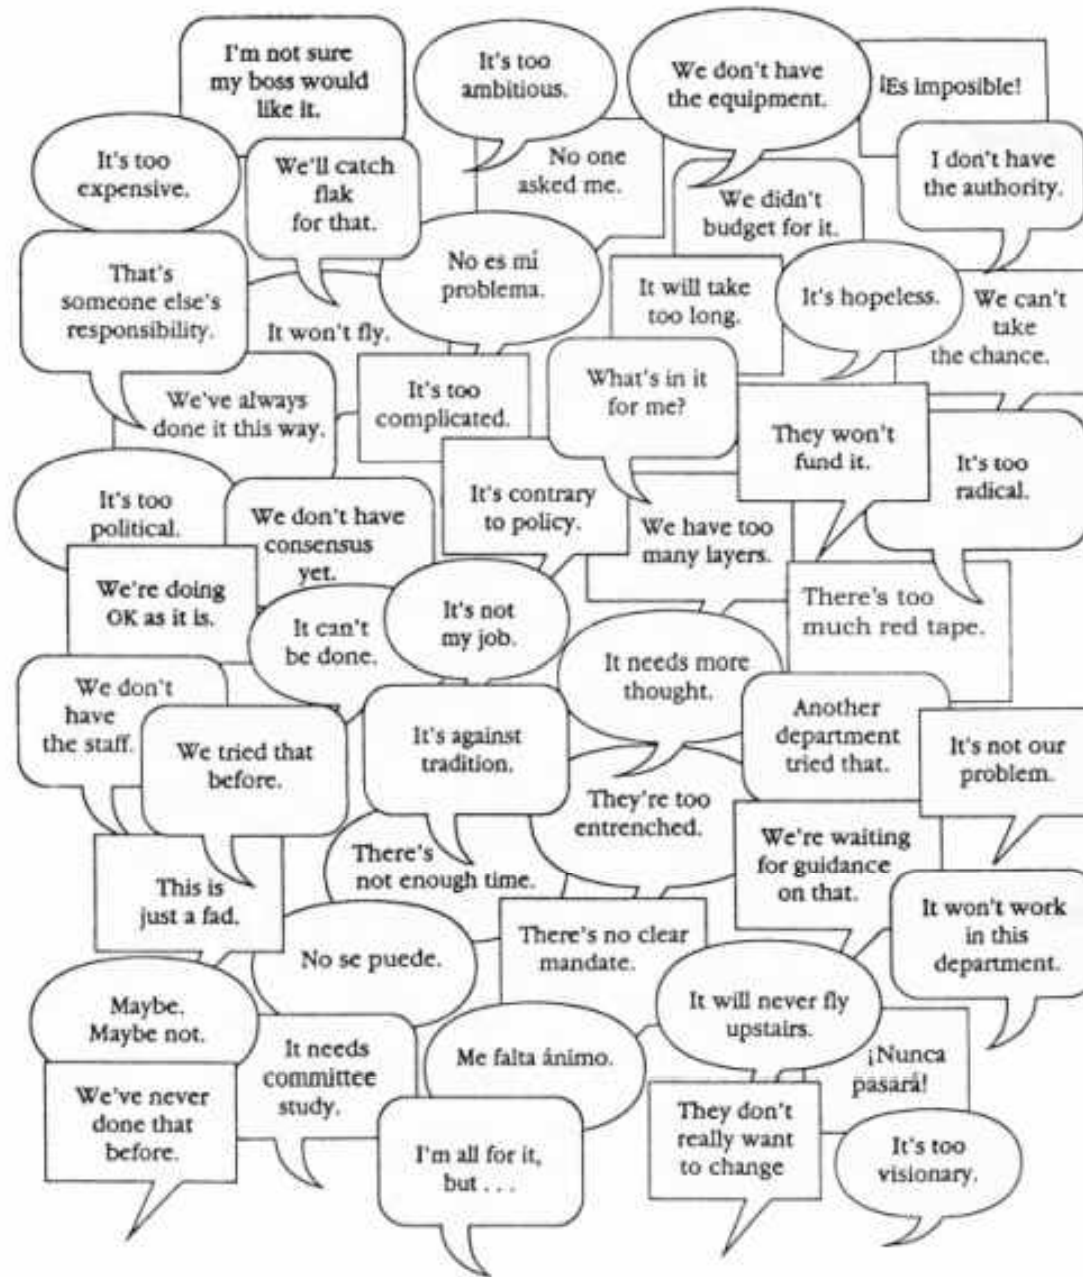 I'm not sure
my boss would
like it.
It's too
ambitious.
We don't have
the equipment.
¡Es imposible!
It's too
expensive.
We'll catch
flak
for that.
No one
asked me.
We didn't
budget for it.
I don't have
the authority.
That's
someone else's
responsibility.
It won't fly.
No es mi
problema.
It will take
too long.
It's hopeless.
We can't
take
the chance.
We've always
done it this way.
It's too
complicated.
What's in it
for me?
They won't
fund it.
It's too
radical.
It's too
political.
We don't have
consensus
yet.
It's contrary
to policy.
We have too
many layers.
We're doing
OK as it is.
It can't
be done.
It's not
my job.
It needs more
thought.
There's too
much red tape.
We don't
have
the staff.
We tried that
before.
It's against
tradition.
They're too
entrenched.
Another
department
tried that.
It's not our
problem.
This is
just a fad.
There's
not enough time.
We're waiting
for guidance
on that.
No se puede.
There's no clear
mandate.
It won't work
in this
department.
Maybe.
Maybe not.
It needs
committee
study.
Me falta ánimo.
It will never fly
upstairs.
¡Nunca
pasará!
We've never
done that
before.
I'm all for it,
but . . .
They don't
really want
to change
It's too
visionary.